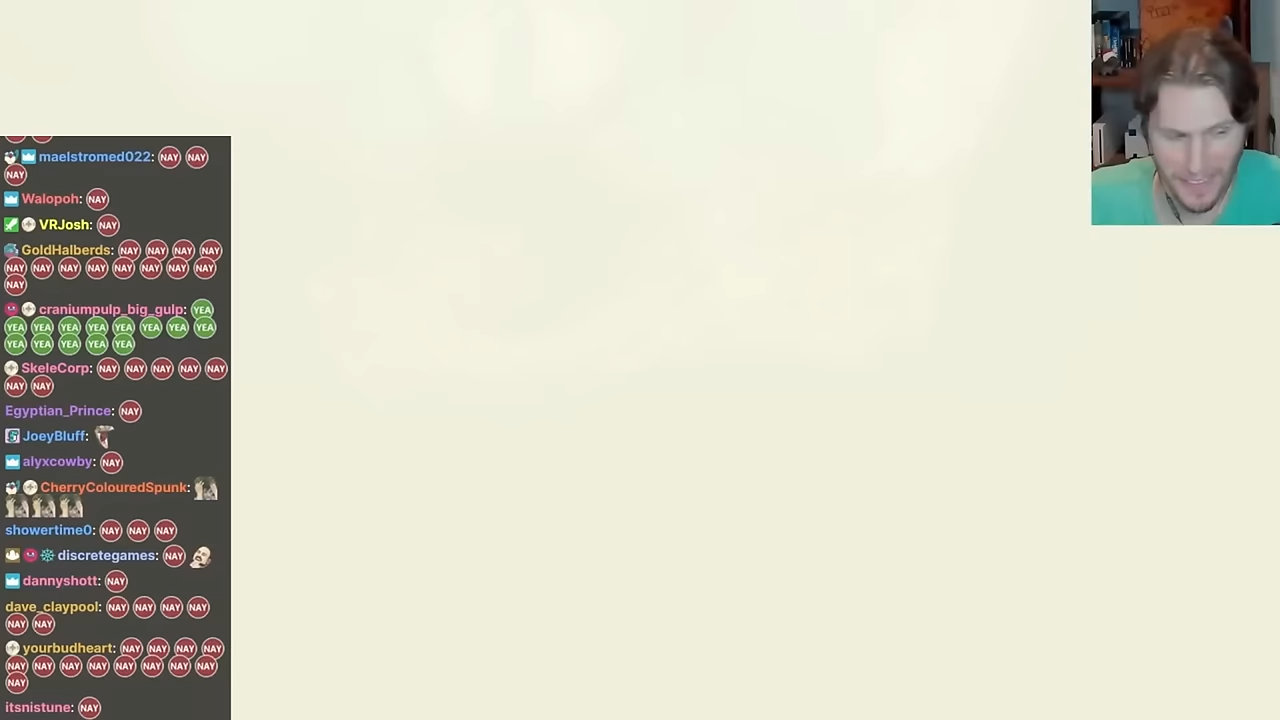 maelstromed022: NAY NAY
NAY
Walopoh: NAY
VRJosh: NAY
GoldHalberds: NAY NAY NAY NAY
NAY NAY NAY NAY NAY NAY NAY NAY
NAY
craniumpulp_big_gulp: YEA
YEA YEA YEA YEA YEA YEA YEA YEA
YEA YEA YEA YEA YEA
SkeleCorp: NAY NAY NAY NAY NAY
NAY NAY
Egyptian_Prince: NAY
JoeyBluff:
alyxcowby: NAY
CherryColouredSpunk:
showertime0: NAY NAY NAY
discretegames: NAY
dannyshott: NAY
dave_claypool: NAY NAY NAY NAY
NAY NAY
yourbudheart: NAY NAY NAY NAY
NAY NAY NAY NAY NAY NAY NAY NAY
NAY
itsnistune: NAY